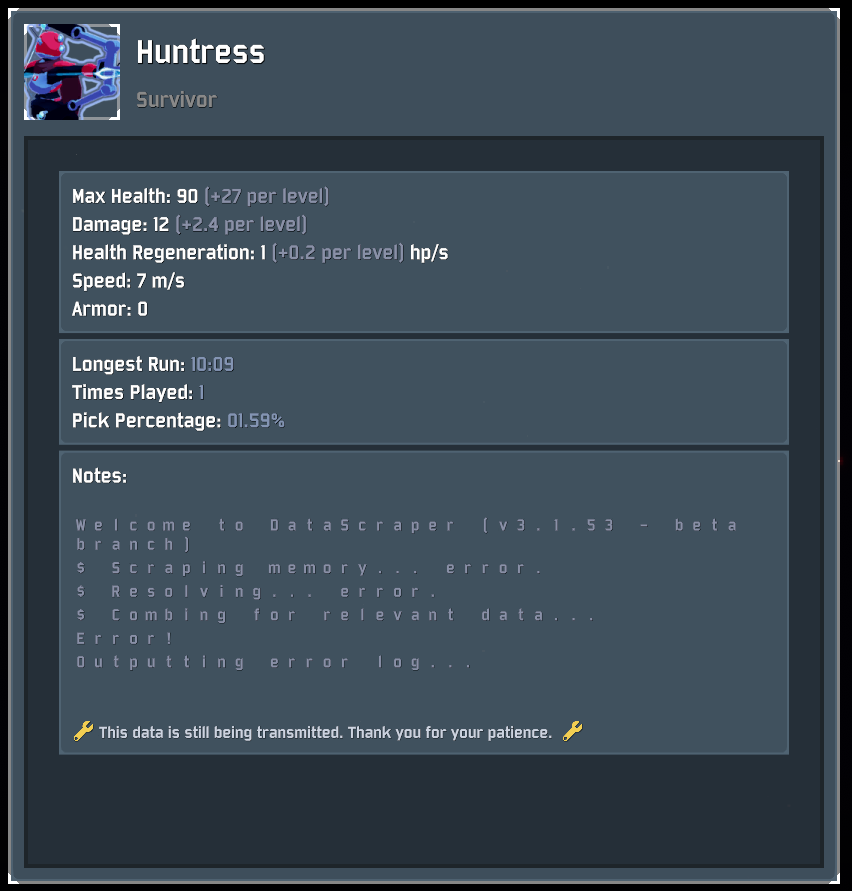 Huntress
Survivor
Max Health: 90 (+27 per level)
Damage: 12 (+2.4 per level)
Health Regeneration: 1 (+0.2 per level) hp/s
Speed: 7 m/s
Armor: 0
Longest Run: 10:09
Times Played: 1
Pick Percentage: 01.59%
Notes:
Welcome to DataScraper (v3.1.53 - beta
branch)
$ Scraping memory... error.
$ Resolving... error.
$ Combing for relevant data...
Error!
Outputting error log...
This data is still being transmitted. Thank you for your patience.